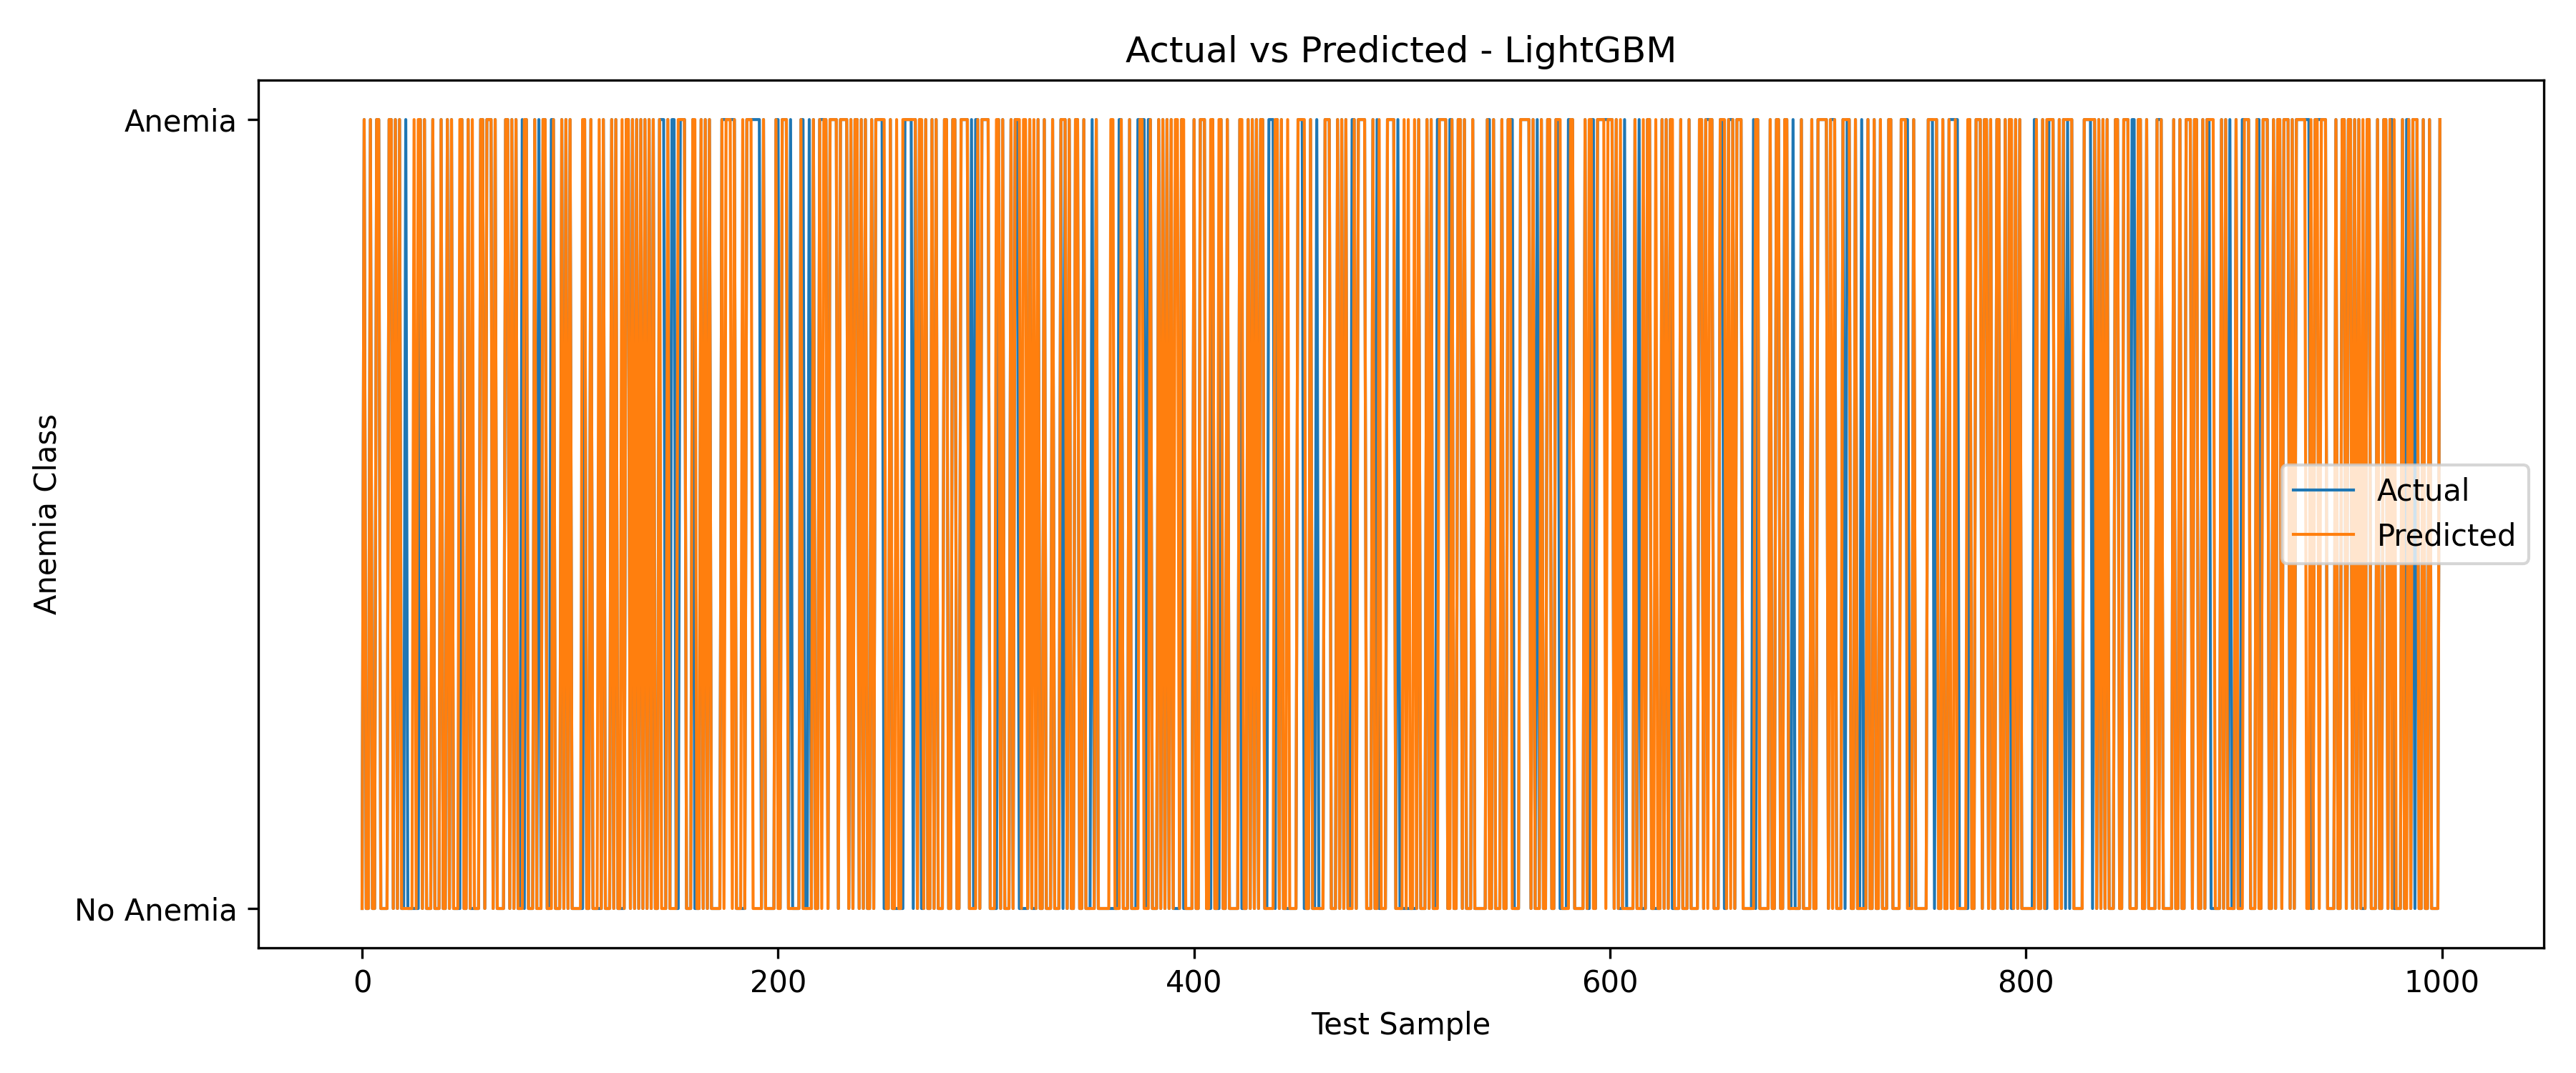 Actual vs Predicted - LightGBM
Anemia
Anemia Class
No Anemia
Actual
Predicted
0 200 400 600 800 1000
Test Sample